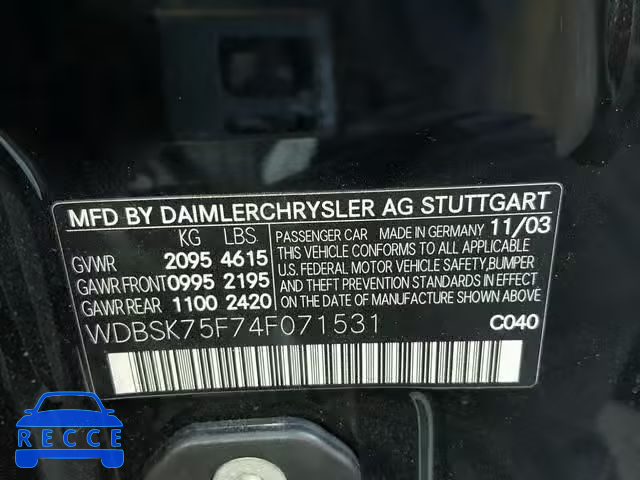 MFD BY DAIMLERCHRYSLER AG STUTTGART
KG LBS.
GVWR 2095 4615
GAWR FRONT 0995 2195
GAWR REAR 1100 2420
PASSENGER CAR MADE IN GERMANY 11/03
THIS VEHICLE CONFORMS TO ALL APPLICABLE
U.S. FEDERAL MOTOR VEHICLE SAFETY, BUMPER
AND THEFT PREVENTION STANDARDS IN EFFECT
ON THE DATE OF MANUFACTURE SHOWN ABOVE.
WDBSK75F74F071531 C040
RECCE